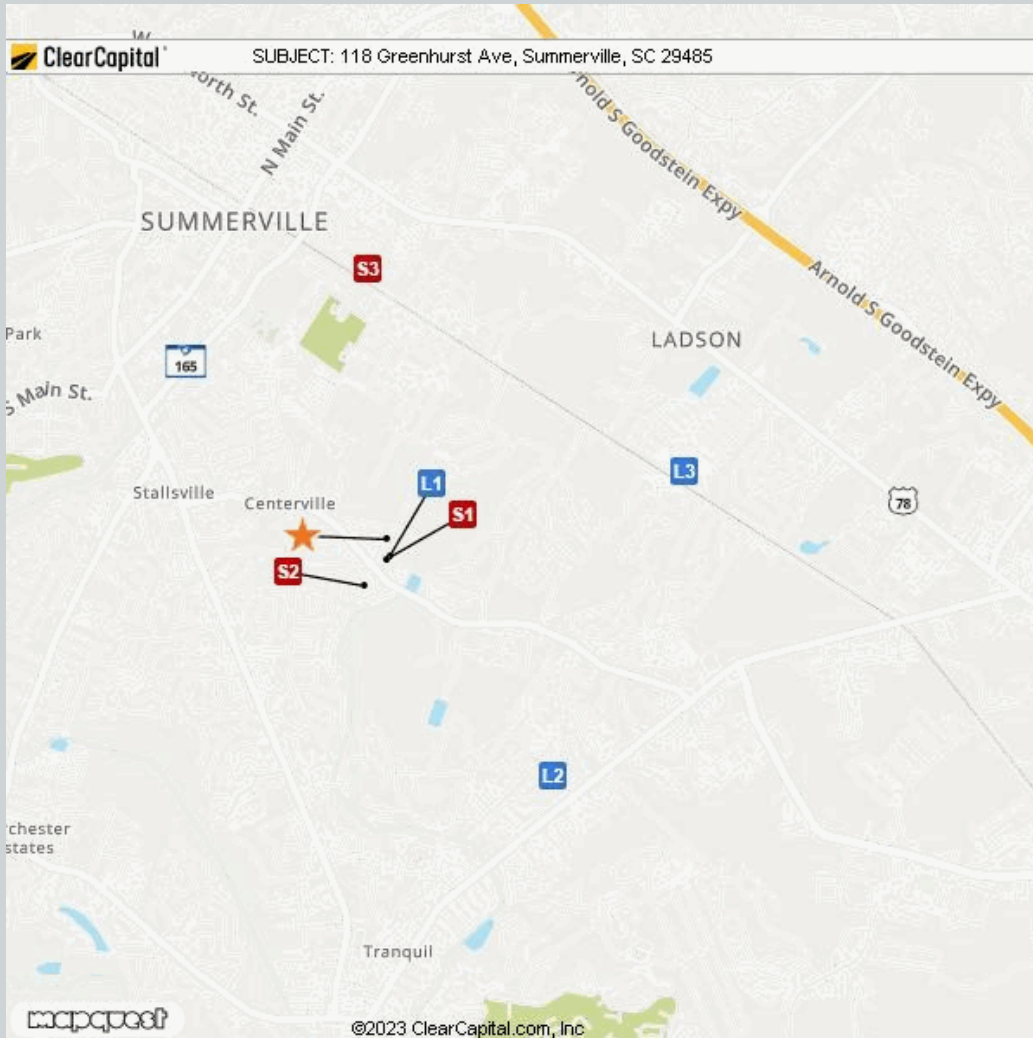 W
ClearCapital
SUBJECT: 118 Greenhurst Ave, Summerville, SC 29485
orth St.
N Main St.
Arnold S Goodstein Expy
SUMMERVILLE
S3
Arnold S Goodstein Expy
Park
165
LADSON
S Main St.
L1
L3
Stallsville
Centerville
S1
78
S2
L2
rchester
states
Tranquil
mapquest
©2023 ClearCapital.com, Inc